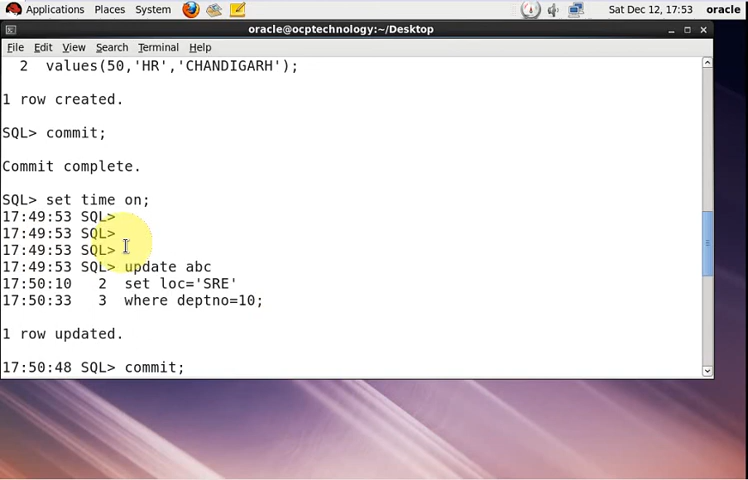 Applications Places System Sat Dec 12, 17:53 oracle
oracle@ocptechnology:~/Desktop
File Edit View Search Terminal Help
2 values(50,'HR','CHANDIGARH');
1 row created.
SQL> commit;
Commit complete.
SQL> set time on;
17:49:53 SQL>
17:49:53 SQL>
17:49:53 SQL>
17:49:53 SQL> update abc
17:50:10 2 set loc='SRE'
17:50:33 3 where deptno=10;
1 row updated.
17:50:48 SQL> commit;